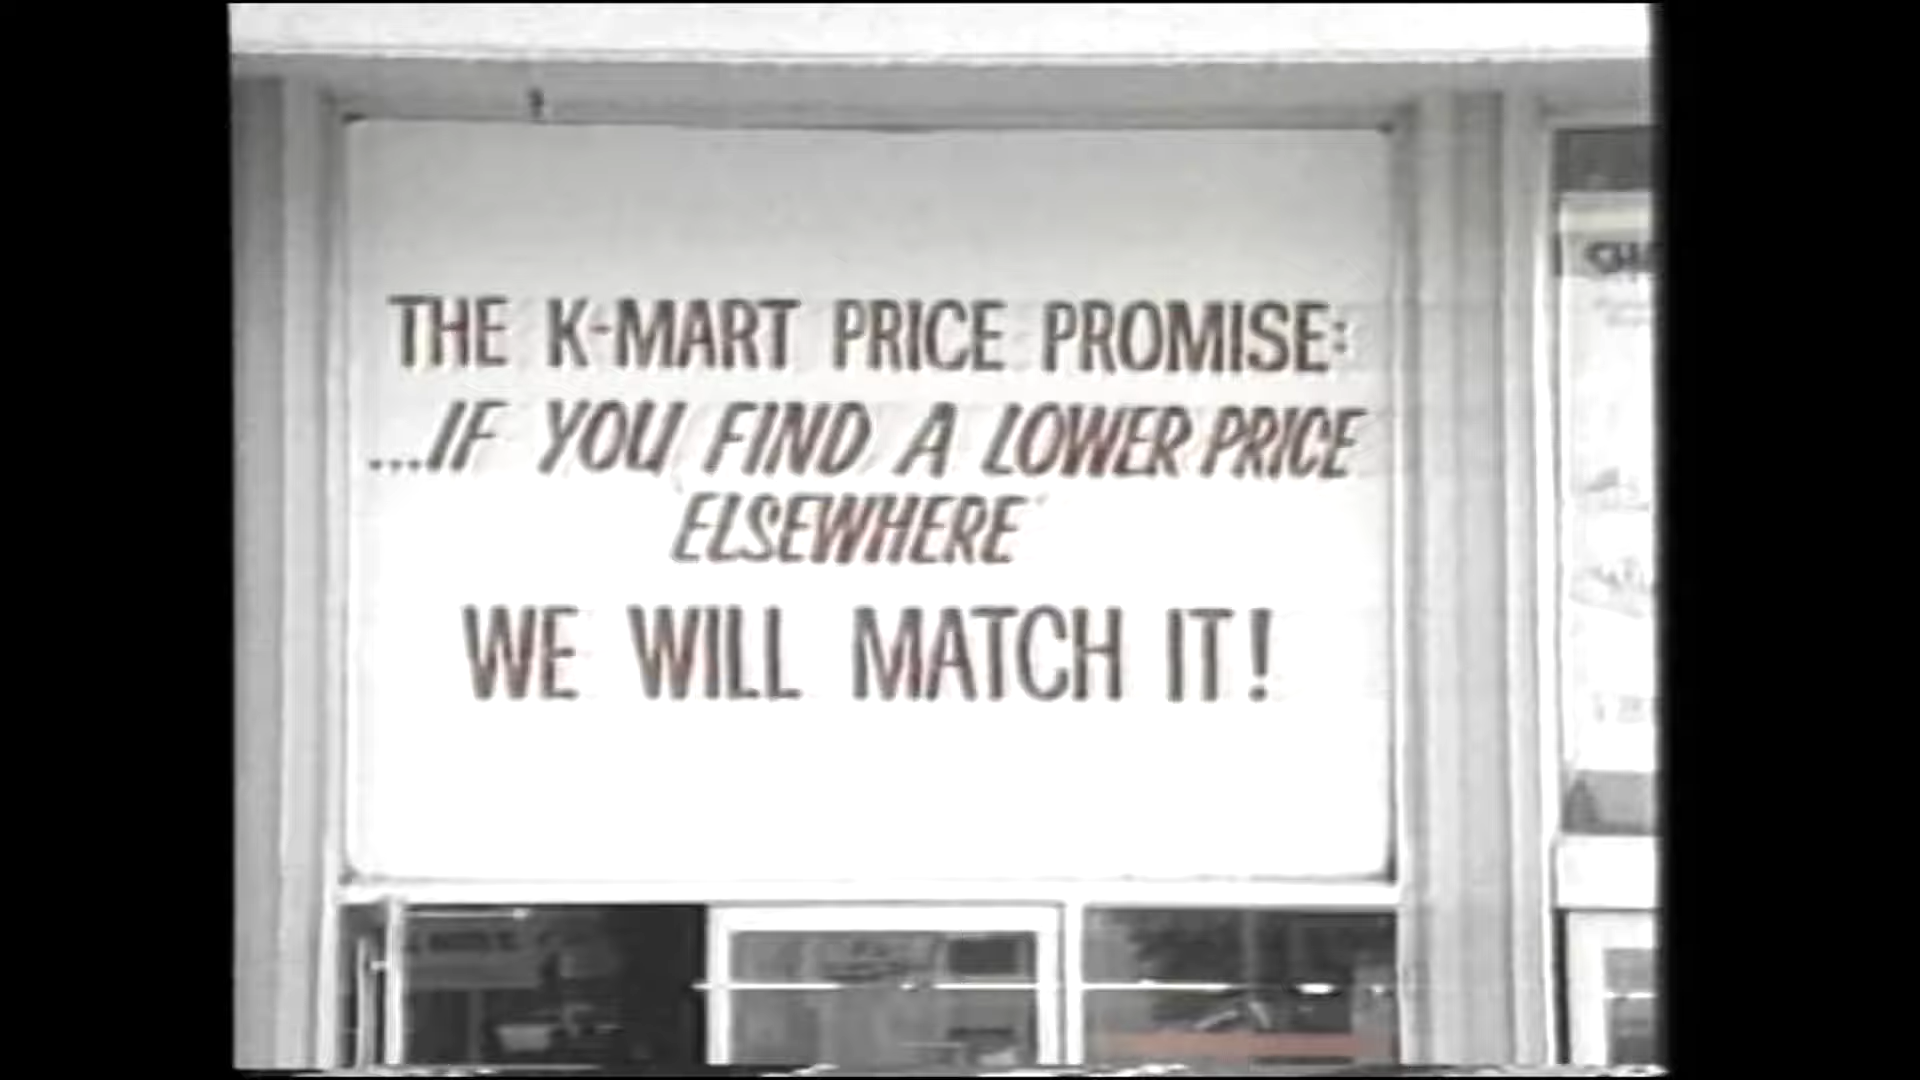 THE K-MART PRICE PROMISE:
...IF YOU FIND A LOWER PRICE
ELSEWHERE
WE WILL MATCH IT!